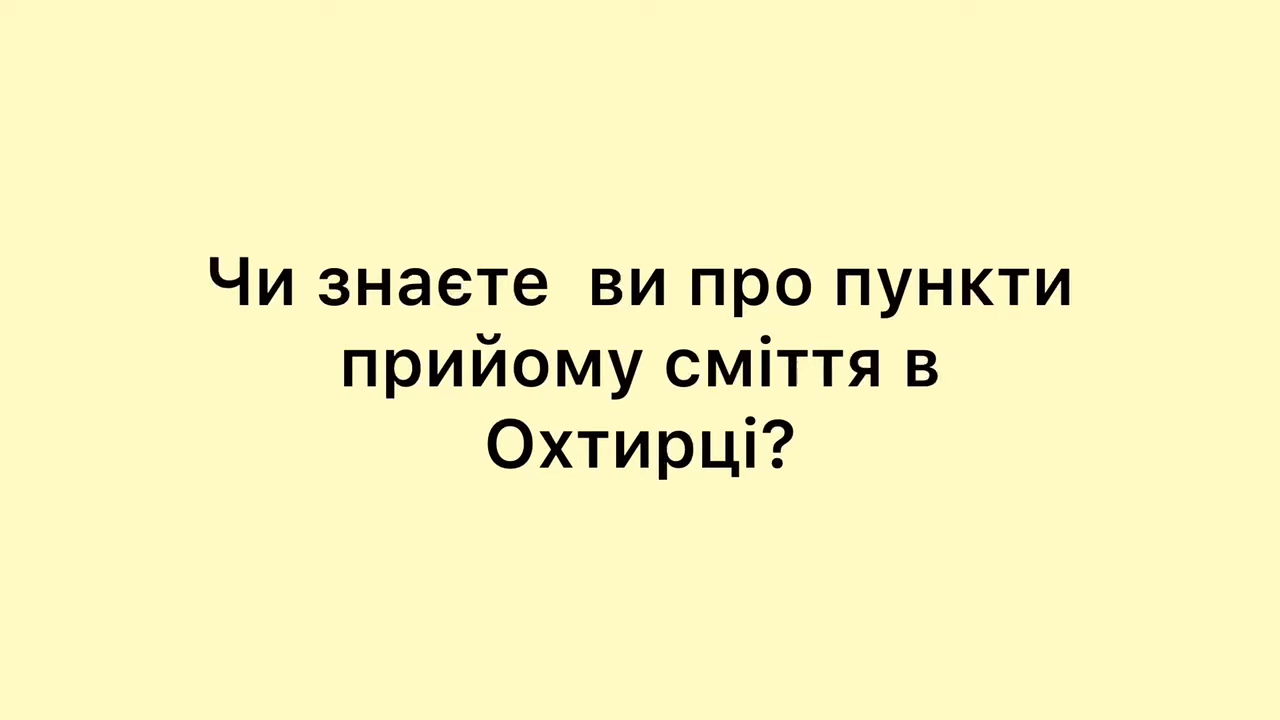 Чи знаєте  ви про пункти
прийому сміття в
Охтирці?